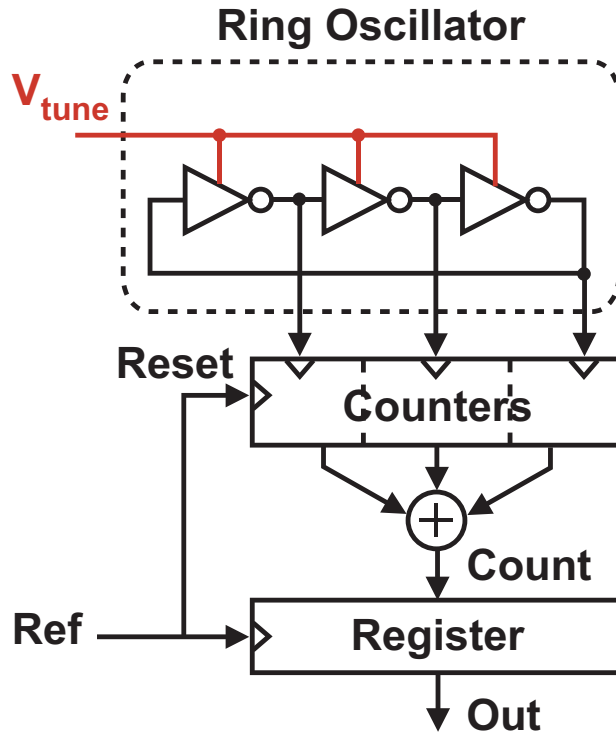 Ring Oscillator
Vtune
Reset
Counters
Count
Ref
Register
Out